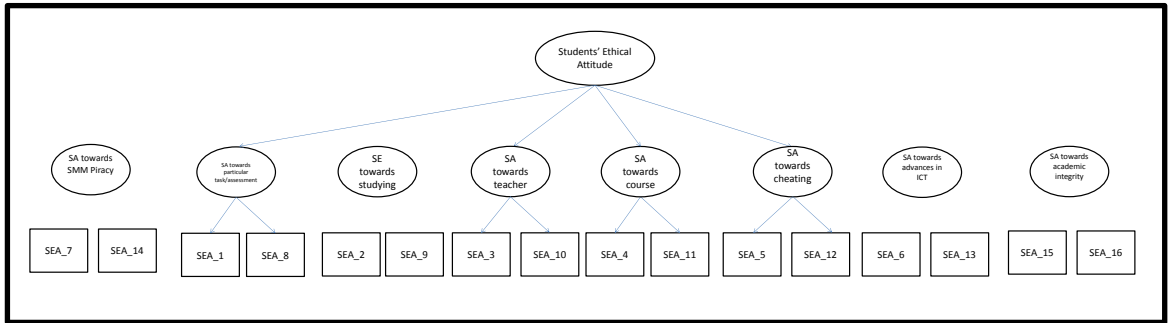 Students' Ethical
Attitude
SA towards
SMM Piracy
SA towards
particular
task/assessment
SE
towards
studying
SA
towards
teacher
SA
towards
course
SA
towards
cheating
SA towards
advances in
ICT
SA towards
academic
integrity
SEA_7
SEA_14
SEA_1
SEA_8
SEA_2
SEA_9
SEA_3
SEA_10
SEA_4
SEA_11
SEA_5
SEA_12
SEA_6
SEA_13
SEA_15
SEA_16